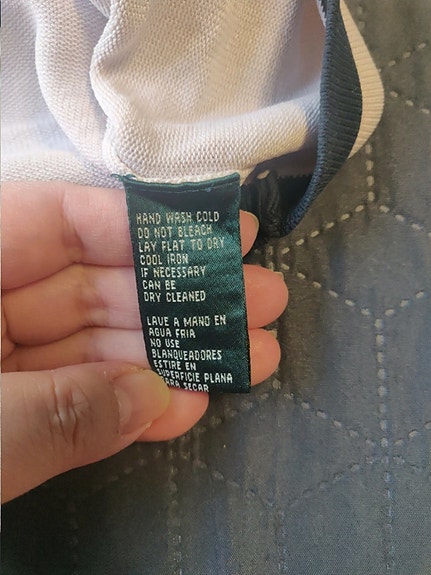 HAND WASH COLD
DO NOT BLEACH
LAY FLAT TO DRY
COOL IRON
IF NECESSARY
CAN BE
DRY CLEANED
LAVE A MANO EN
AGUA FRIA
NO USE
BLANQUEADORES
ESTIRE EN
SUPERFICIE PLANA
PARA SECAR